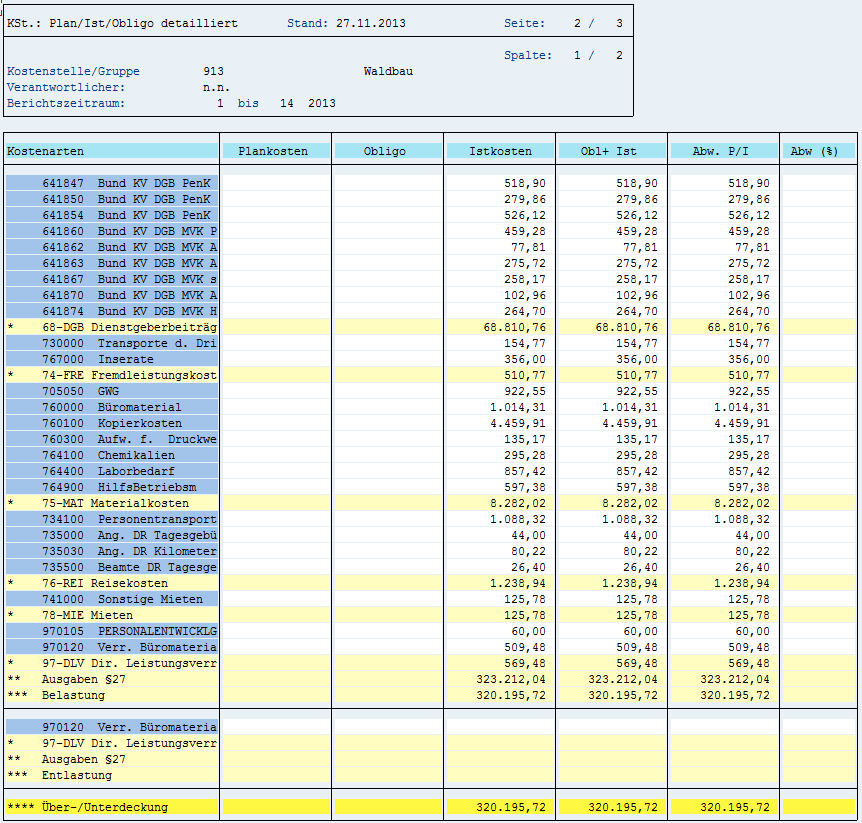 KSt.: Plan/Ist/Obligo detailliert Stand: 27.11.2013 Seite: 2 / 3
Spalte: 1 / 2
Kostenstelle/Gruppe 913 Waldbau
Verantwortlicher: n.n.
Berichtszeitraum: 1 bis 14 2013
Kostenarten Plankosten Obligo Istkosten Obl+ Ist Abw. P/I Abw (%)
641847 Bund KV DGB PenK 518,90 518,90 518,90
641850 Bund KV DGB PenK 279,86 279,86 279,86
641854 Bund KV DGB PenK 526,12 526,12 526,12
641860 Bund KV DGB MVK P 459,28 459,28 459,28
641862 Bund KV DGB MVK A 77,81 77,81 77,81
641863 Bund KV DGB MVK A 275,72 275,72 275,72
641867 Bund KV DGB MVK s 258,17 258,17 258,17
641870 Bund KV DGB MVK A 102,96 102,96 102,96
641874 Bund KV DGB MVK H 264,70 264,70 264,70
* 68-DGB Dienstgeberbeiträg 68.810,76 68.810,76 68.810,76
730000 Transporte d. Dri 154,77 154,77 154,77
767000 Inserate 356,00 356,00 356,00
* 74-FRE Fremdleistungskost 510,77 510,77 510,77
705050 GWG 922,55 922,55 922,55
760000 Büromaterial 1.014,31 1.014,31 1.014,31
760100 Kopierkosten 4.459,91 4.459,91 4.459,91
760300 Aufw. f. Druckwe 135,17 135,17 135,17
764100 Chemikalien 295,28 295,28 295,28
764400 Laborbedarf 857,42 857,42 857,42
764900 HilfsBetriebsm 597,38 597,38 597,38
* 75-MAT Materialkosten 8.282,02 8.282,02 8.282,02
734100 Personentransport 1.088,32 1.088,32 1.088,32
735000 Ang. DR Tagesgebü 44,00 44,00 44,00
735030 Ang. DR Kilometer 80,22 80,22 80,22
735500 Beamte DR Tagesge 26,40 26,40 26,40
* 76-REI Reisekosten 1.238,94 1.238,94 1.238,94
741000 Sonstige Mieten 125,78 125,78 125,78
* 78-MIE Mieten 125,78 125,78 125,78
970105 PERSONALENTWICKLG 60,00 60,00 60,00
970120 Verr. Büromateria 509,48 509,48 509,48
* 97-DLV Dir. Leistungsverr 569,48 569,48 569,48
** Ausgaben §27 323.212,04 323.212,04 323.212,04
*** Belastung 320.195,72 320.195,72 320.195,72
970120 Verr. Büromateria
* 97-DLV Dir. Leistungsverr
** Ausgaben §27
*** Entlastung
**** Über-/Unterdeckung 320.195,72 320.195,72 320.195,72